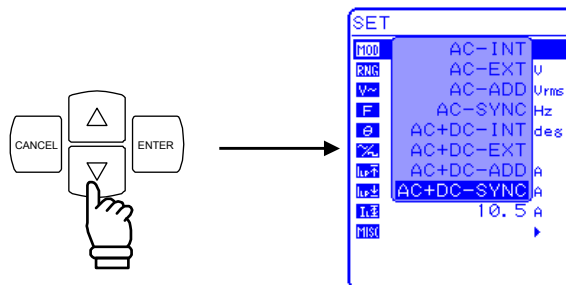 CANCEL
ENTER
SET
MOD AC-INT
RNG AC-EXT V
V~ AC-ADD Vrms
F AC-SYNC Hz
θ AC+DC-INT deg
AC+DC-EXT
AC+DC-ADD A
AC+DC-SYNC A
10.5 A
MISC